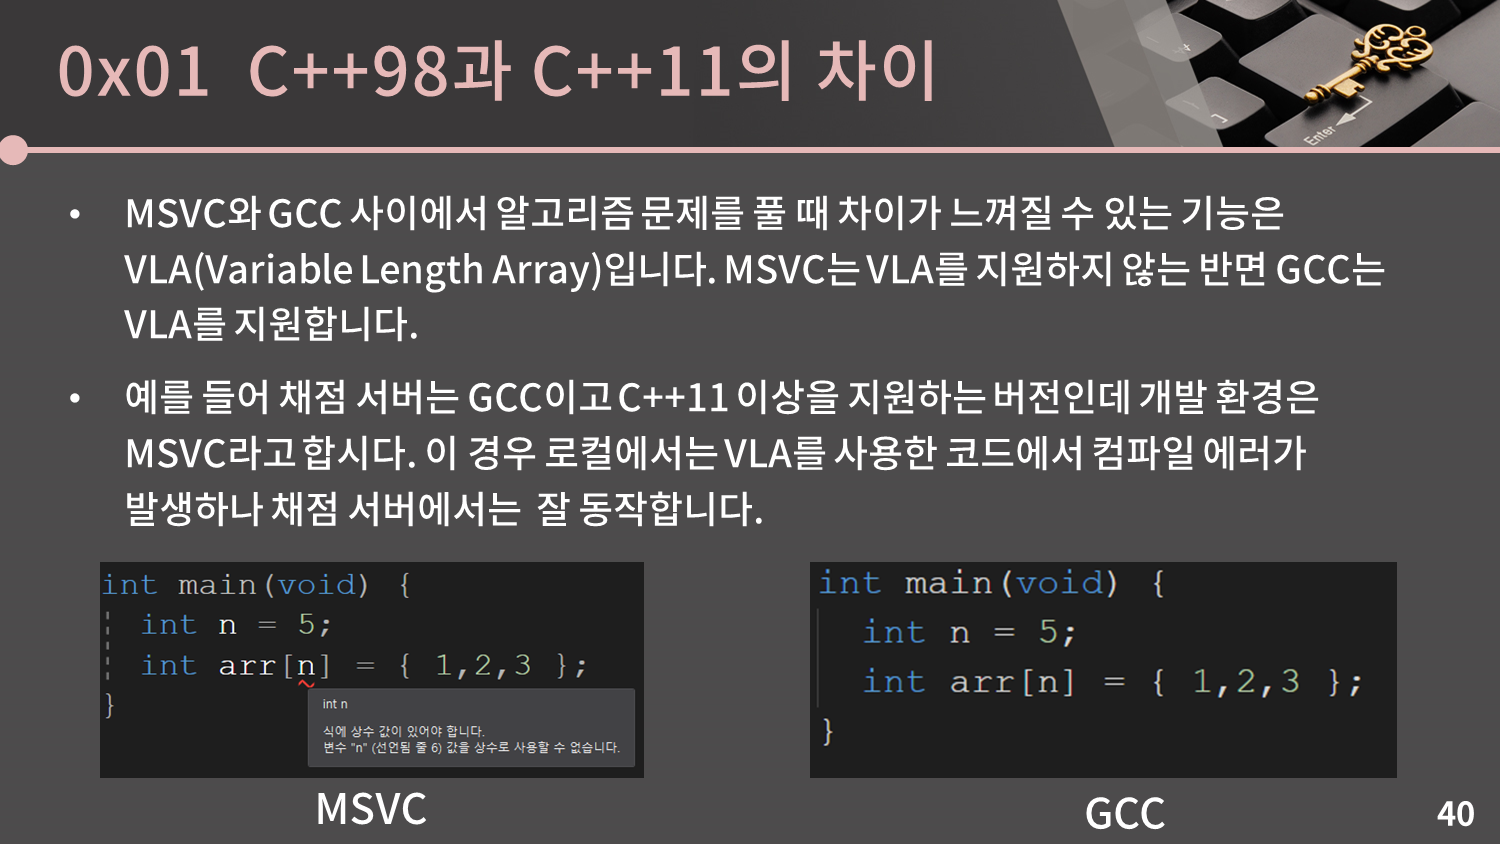 0x01 C++98과 C++11의 차이
Enter
• MSVC와 GCC 사이에서 알고리즘 문제를 풀 때 차이가 느껴질 수 있는 기능은
VLA(Variable Length Array)입니다. MSVC는 VLA를 지원하지 않는 반면 GCC는
VLA를 지원합니다.
• 예를 들어 채점 서버는 GCC이고 C++11 이상을 지원하는 버전인데 개발 환경은
MSVC라고 합시다. 이 경우 로컬에서는 VLA를 사용한 코드에서 컴파일 에러가
발생하나 채점 서버에서는 잘 동작합니다.
int main(void) {
int n = 5;
int arr[n] = { 1,2,3 };
}
int n
식에 상수 값이 있어야 합니다.
변수 "n" (선언됨 줄 6) 값을 상수로 사용할 수 없습니다.
MSVC
int main(void) {
int n = 5;
int arr[n] = { 1,2,3 };
}
GCC
40